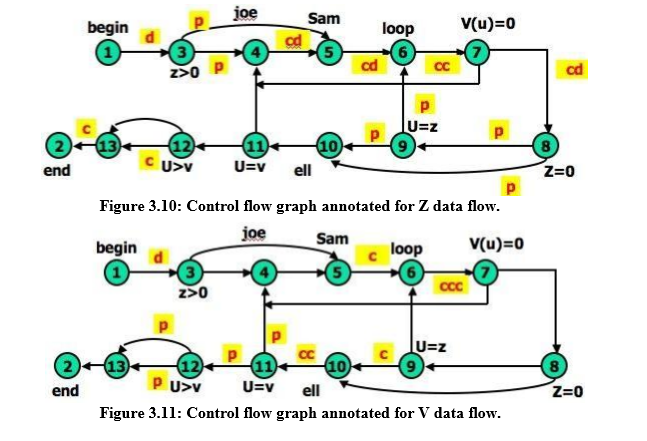 joe
begin p Sam loop V(u)=0
d cd
1 3 4 5 6 7
z>0 p cd cc cd
p
c p U=z p
2 13 12 11 10 9 8
end c U>v U=v ell Z=0
p
Figure 3.10: Control flow graph annotated for Z data flow.
joe
begin d Sam c loop V(u)=0
1 3 4 5 6 7
z>0 ccc
p p U=z
p cc c
2 13 12 11 10 9 8
end p U>v U=v ell Z=0
Figure 3.11: Control flow graph annotated for V data flow.